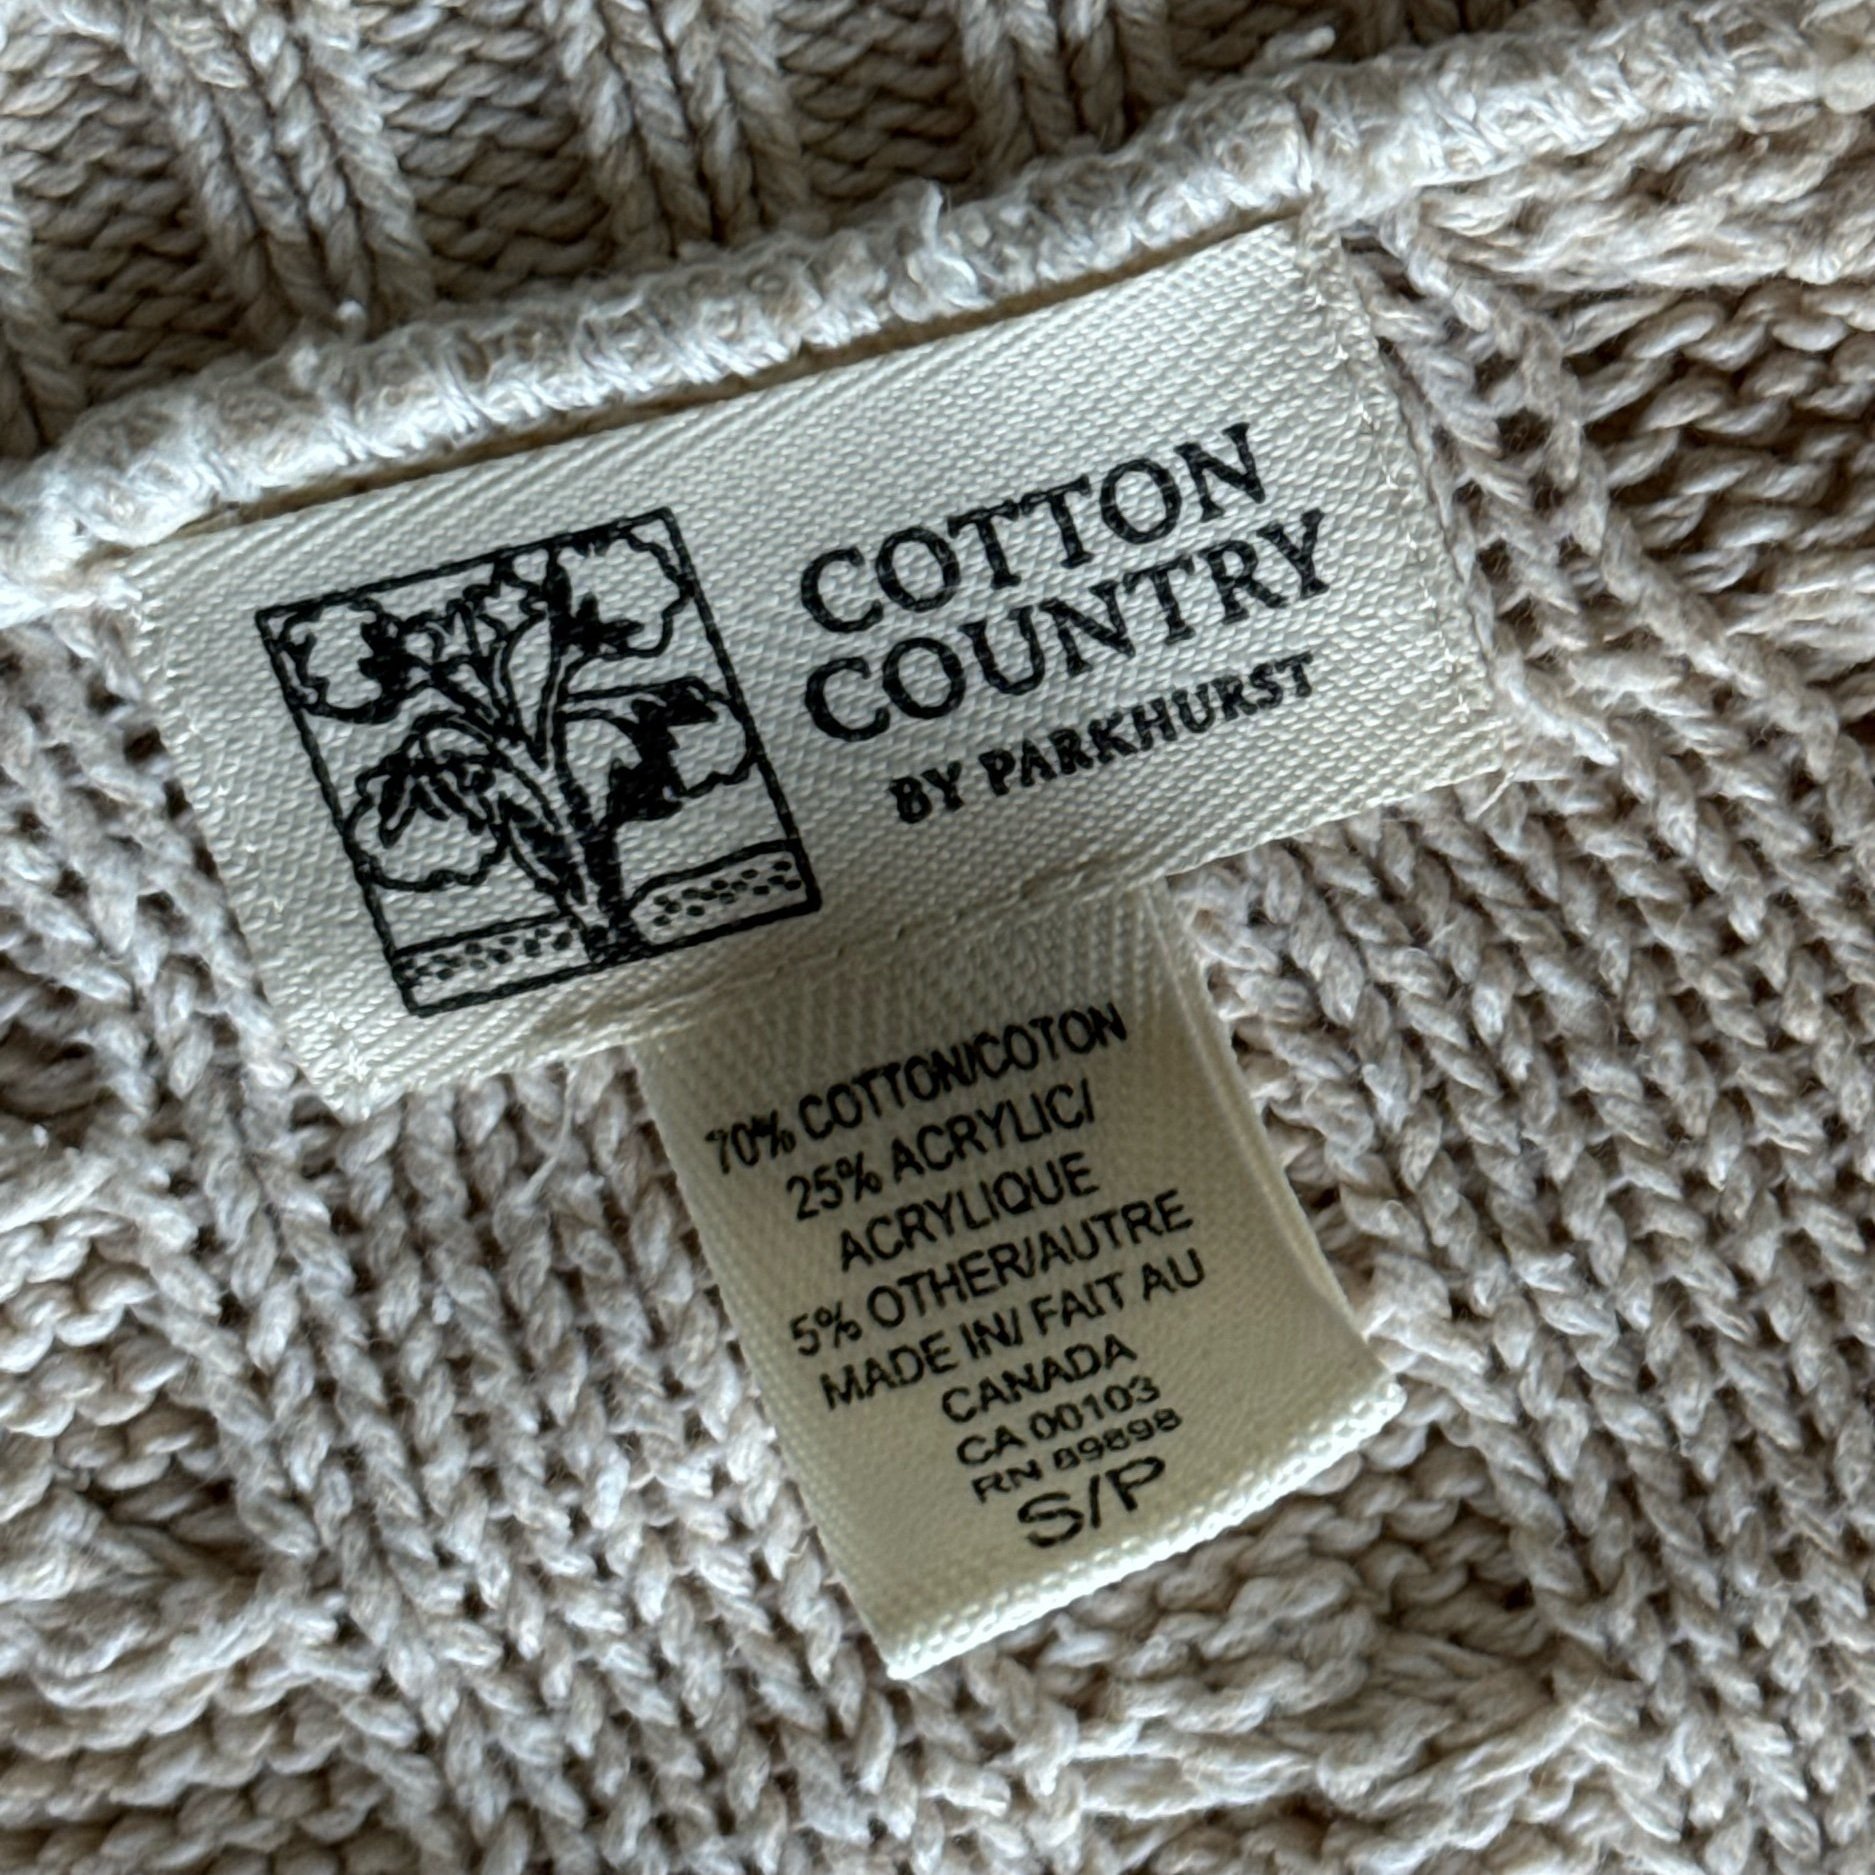 COTTON
COUNTRY
BY PARKHURST
70% COTTON/COTON
25% ACRYLIC/
ACRYLIQUE
5% OTHER/AUTRE
MADE IN/ FAIT AU
CANADA
CA 00103
RN 89898
S/P